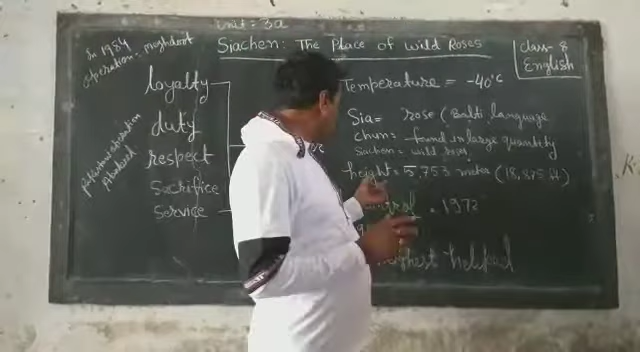 unit: 3a
Siachen: The Place of Wild Roses
class-8
English
In 1984
operation: meghdoot
loyalty
duty
respect
Sacrifice
Service
Temperature = -40°C
Sia= rose (Balti language
chun= found in large quantity
Siachen= wild roses
height= 5,753 meter (18,875 ft)
1972
highest helipad